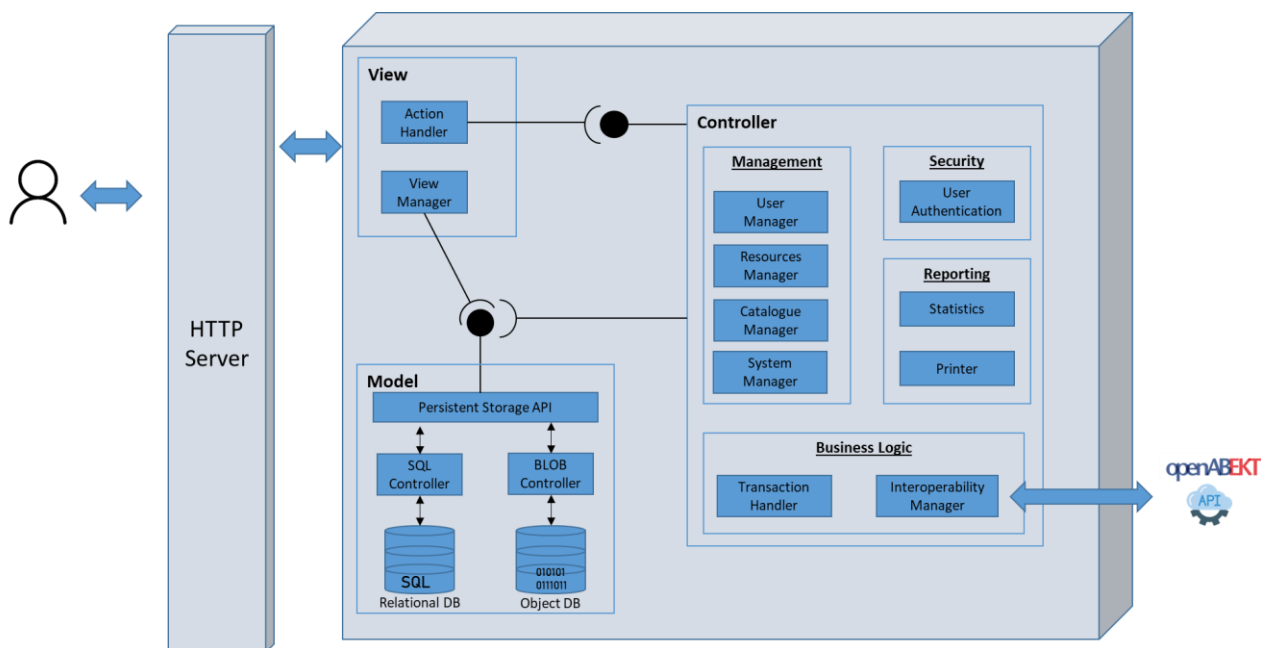 HTTP
Server
View
Action
Handler
View
Manager
Controller
Management
User
Manager
Resources
Manager
Catalogue
Manager
System
Manager
Security
User
Authentication
Reporting
Statistics
Printer
Business Logic
Transaction
Handler
Interoperability
Manager
Model
Persistent Storage API
SQL
Controller
BLOB
Controller
SQL
Relational DB
010101
0111011
Object DB
openABEKT
API